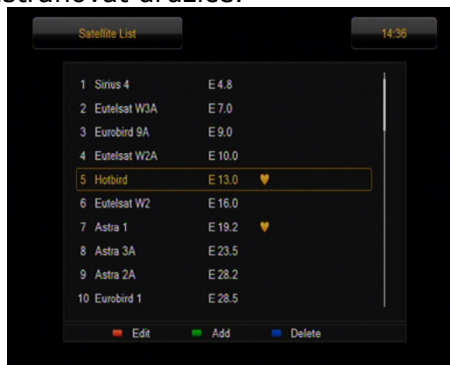 Satellite List 14:36
1 Sirius 4 E 4.8
2 Eutelsat W3A E 7.0
3 Eurobird 9A E 9.0
4 Eutelsat W2A E 10.0
5 Hotbird E 13.0
6 Eutelsat W2 E 16.0
7 Astra 1 E 19.2
8 Astra 3A E 23.5
9 Astra 2A E 28.2
10 Eurobird 1 E 28.5
Edit Add Delete